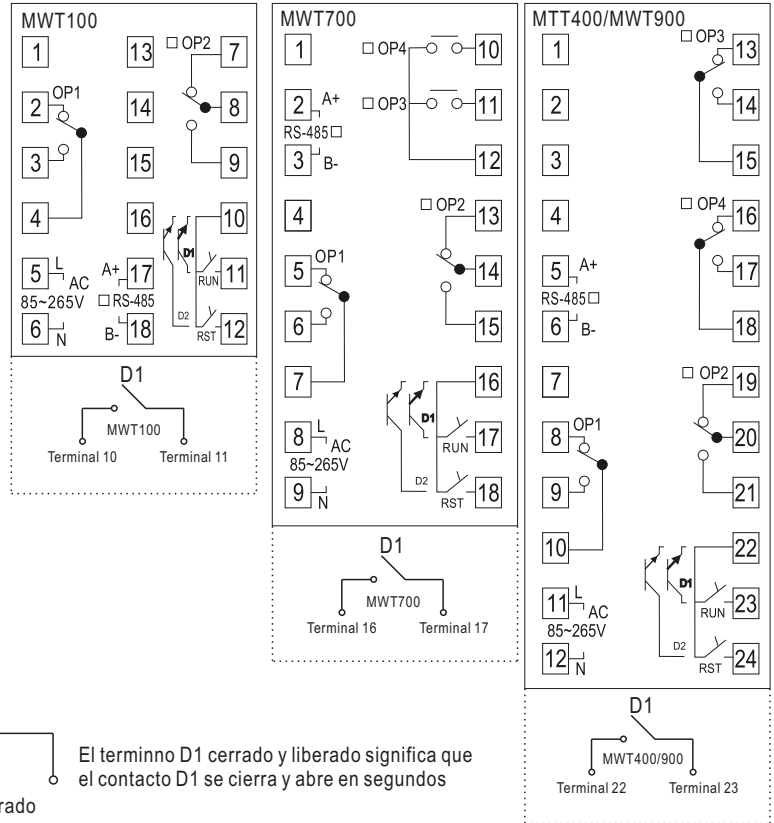 MWT100
1 13 □ OP2 7
2 OP1 14 8
3 15 9
4 16 10
5 L AC A+ 17 D1 RUN 11
85~265V □ RS-485
6 N B- 18 D2 RST 12
D1
MWT100
Terminal 10 Terminal 11
MWT700
1 □ OP4 10
2 A+ □ OP3 11
RS-485 □
3 B- 12
4 □ OP2 13
5 OP1 14
6 15
7 16
8 L AC D1 RUN 17
85~265V
9 N D2 RST 18
D1
MWT700
Terminal 16 Terminal 17
MTT400/MWT900
1 □ OP3 13
2 14
3 15
4 □ OP4 16
5 A+ 17
RS-485 □
6 B- 18
7 □ OP2 19
8 OP1 20
9 21
10 22
11 L AC D1 RUN 23
85~265V
12 N D2 RST 24
D1
MWT400/900
Terminal 22 Terminal 23
El terminno D1 cerrado y liberado significa que
el contacto D1 se cierra y abre en segundos